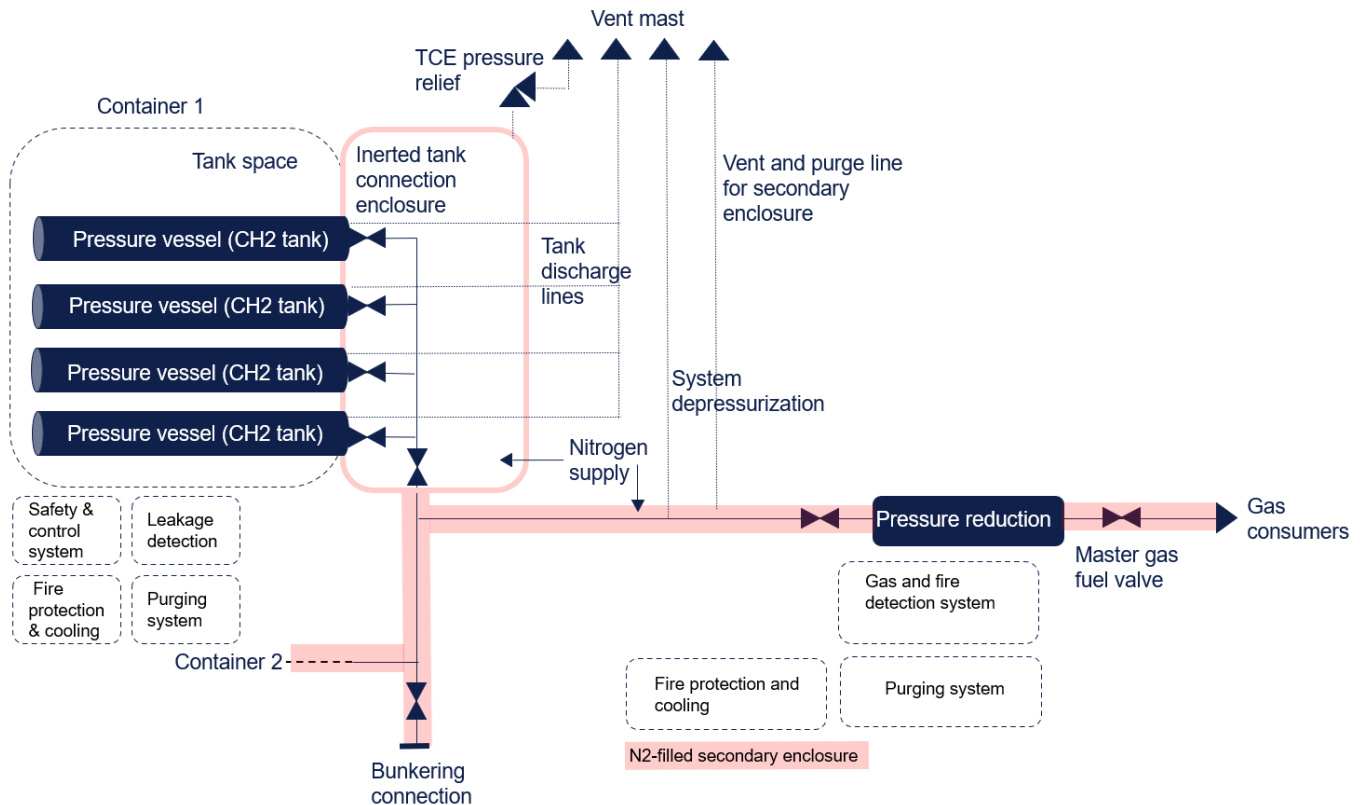 Vent mast
TCE pressure
relief
Container 1
Tank space
Inerted tank
connection
enclosure
Vent and purge line
for secondary
enclosure
Pressure vessel (CH2 tank)
Pressure vessel (CH2 tank)
Pressure vessel (CH2 tank)
Pressure vessel (CH2 tank)
Tank
discharge
lines
System
depressurization
Nitrogen
supply
Safety &
control
system
Leakage
detection
Fire
protection
& cooling
Purging
system
Pressure reduction
Gas
consumers
Master gas
fuel valve
Gas and fire
detection system
Container 2
Fire protection and
cooling
Purging system
N2-filled secondary enclosure
Bunkering
connection